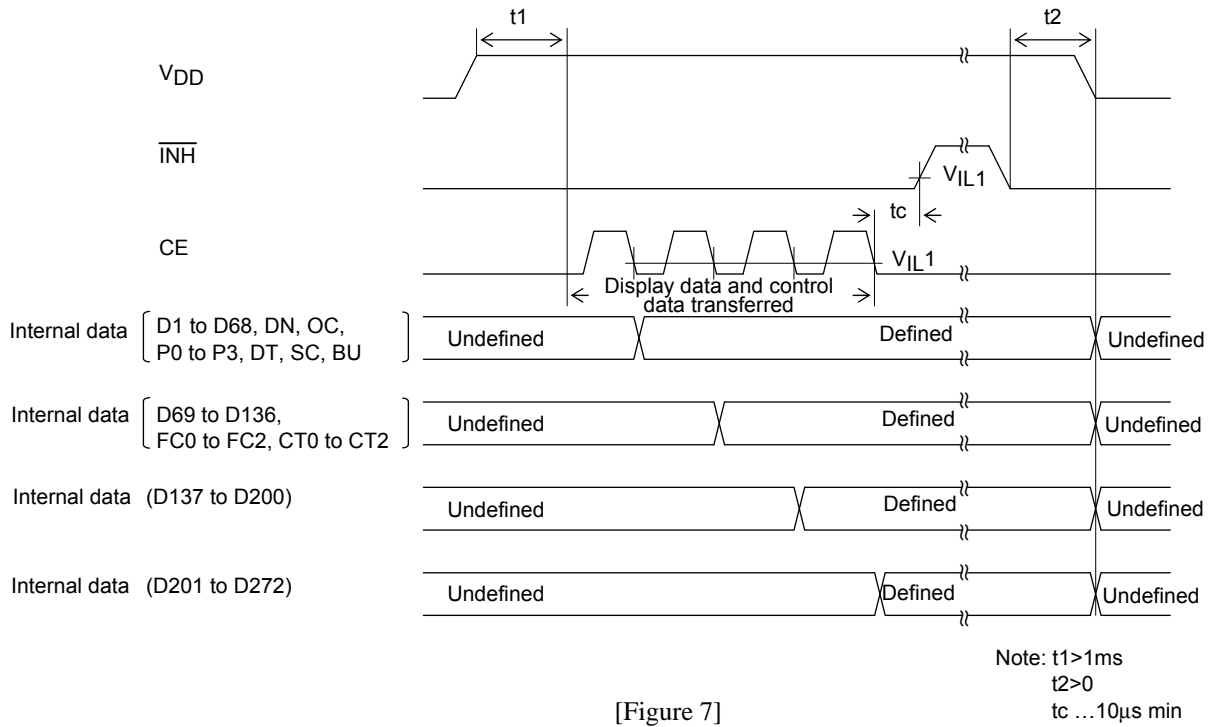 t1
t2
VDD
INH
VIL1
tc
CE
VIL1
Display data and control
data transferred
Internal data
D1 to D68, DN, OC,
P0 to P3, DT, SC, BU
Undefined
Defined
Undefined
Internal data
D69 to D136,
FC0 to FC2, CT0 to CT2
Undefined
Defined
Undefined
Internal data (D137 to D200)
Undefined
Defined
Undefined
Internal data (D201 to D272)
Undefined
Defined
Undefined
Note: t1>1ms
t2>0
tc …10μs min
[Figure 7]